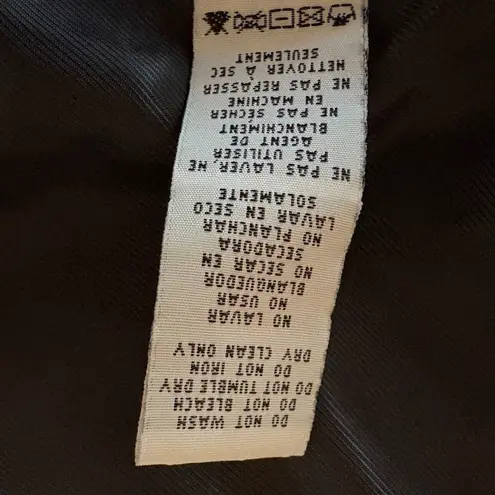 DO NOT WASH
DO NOT BLEACH
DO NOT TUMBLE DRY
DO NOT IRON
DRY CLEAN ONLY
NO LAVAR
NO USAR
BLANQUEDOR
NO SECAR EN
SECADORA
NO PLANCHAR
LAVAR EN SECO
SOLAMENTE
NE PAS LAVER, NE
PAS UTILISER
AGENT DE
BLANCHIMENT
NE PAS SÉCHER
EN MACHINE
NE PAS REPASSER
NETTOYER À SEC
SEULEMENT